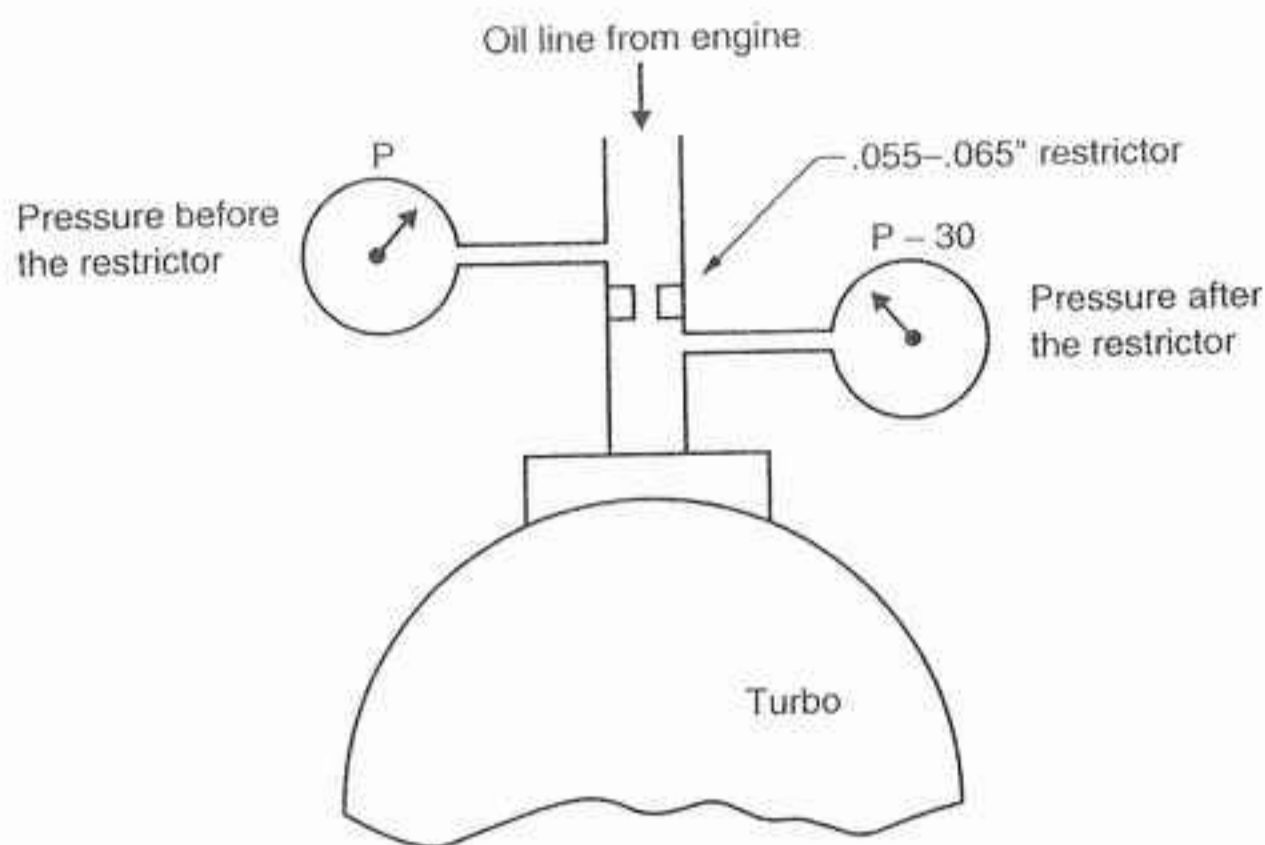 Oil line from engine
P
.055–.065" restrictor
Pressure before
the restrictor
P – 30
Pressure after
the restrictor
Turbo